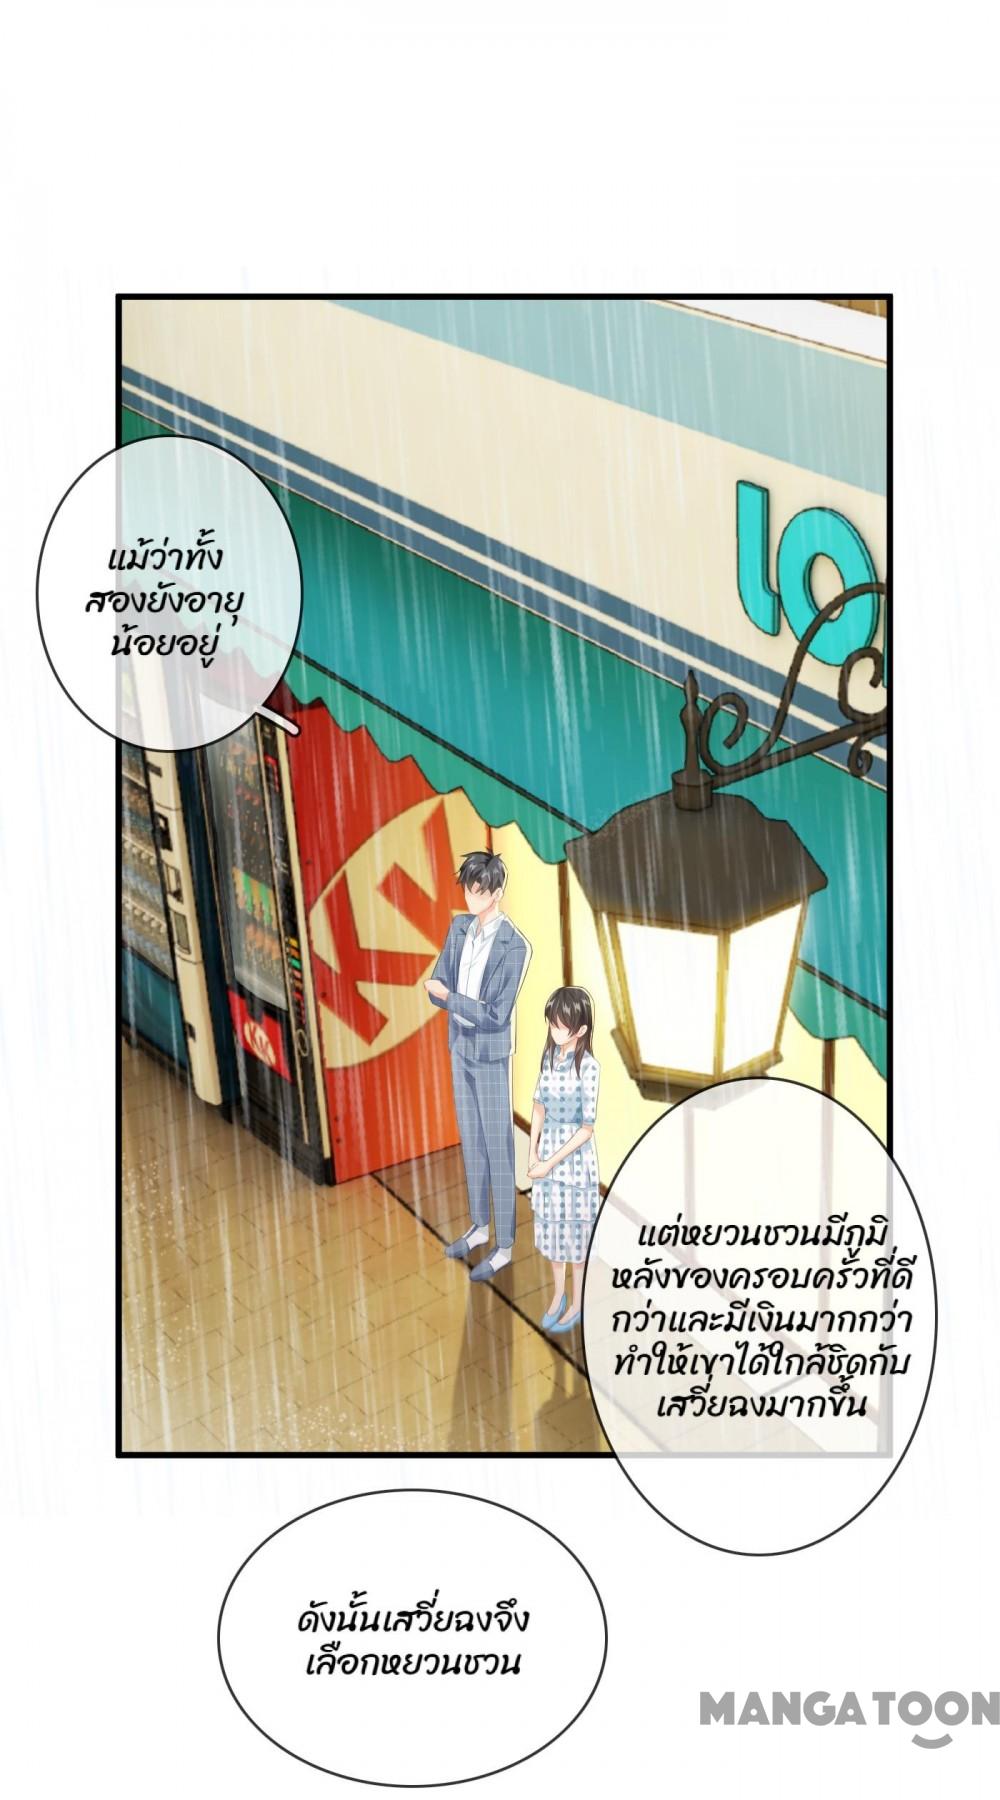 แม้ว่าทั้ง
สองยังอายุ
น้อยอยู่
LO
KK
KK
แต่หยวนชวนมีภูมิ
หลังของครอบครัวที่ดี
กว่าและมีเงินมากกว่า
ทำให้เขาได้ใกล้ชิดกับ
เสวี่ยฉงมากขึ้น
ดังนั้นเสวี่ยฉงจึง
เลือกหยวนชวน
MANGATOON